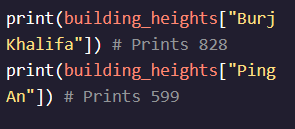 print(building_heights["Burj
Khalifa"]) # Prints 828
print(building_heights["Ping
An"]) # Prints 599